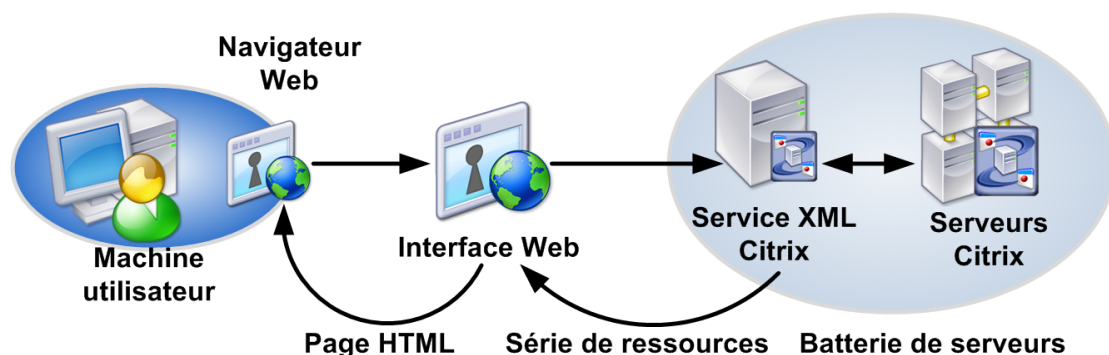 Navigateur
Web
Machine
utilisateur
Interface Web
Service XML
Citrix
Serveurs
Citrix
Page HTML
Série de ressources
Batterie de serveurs